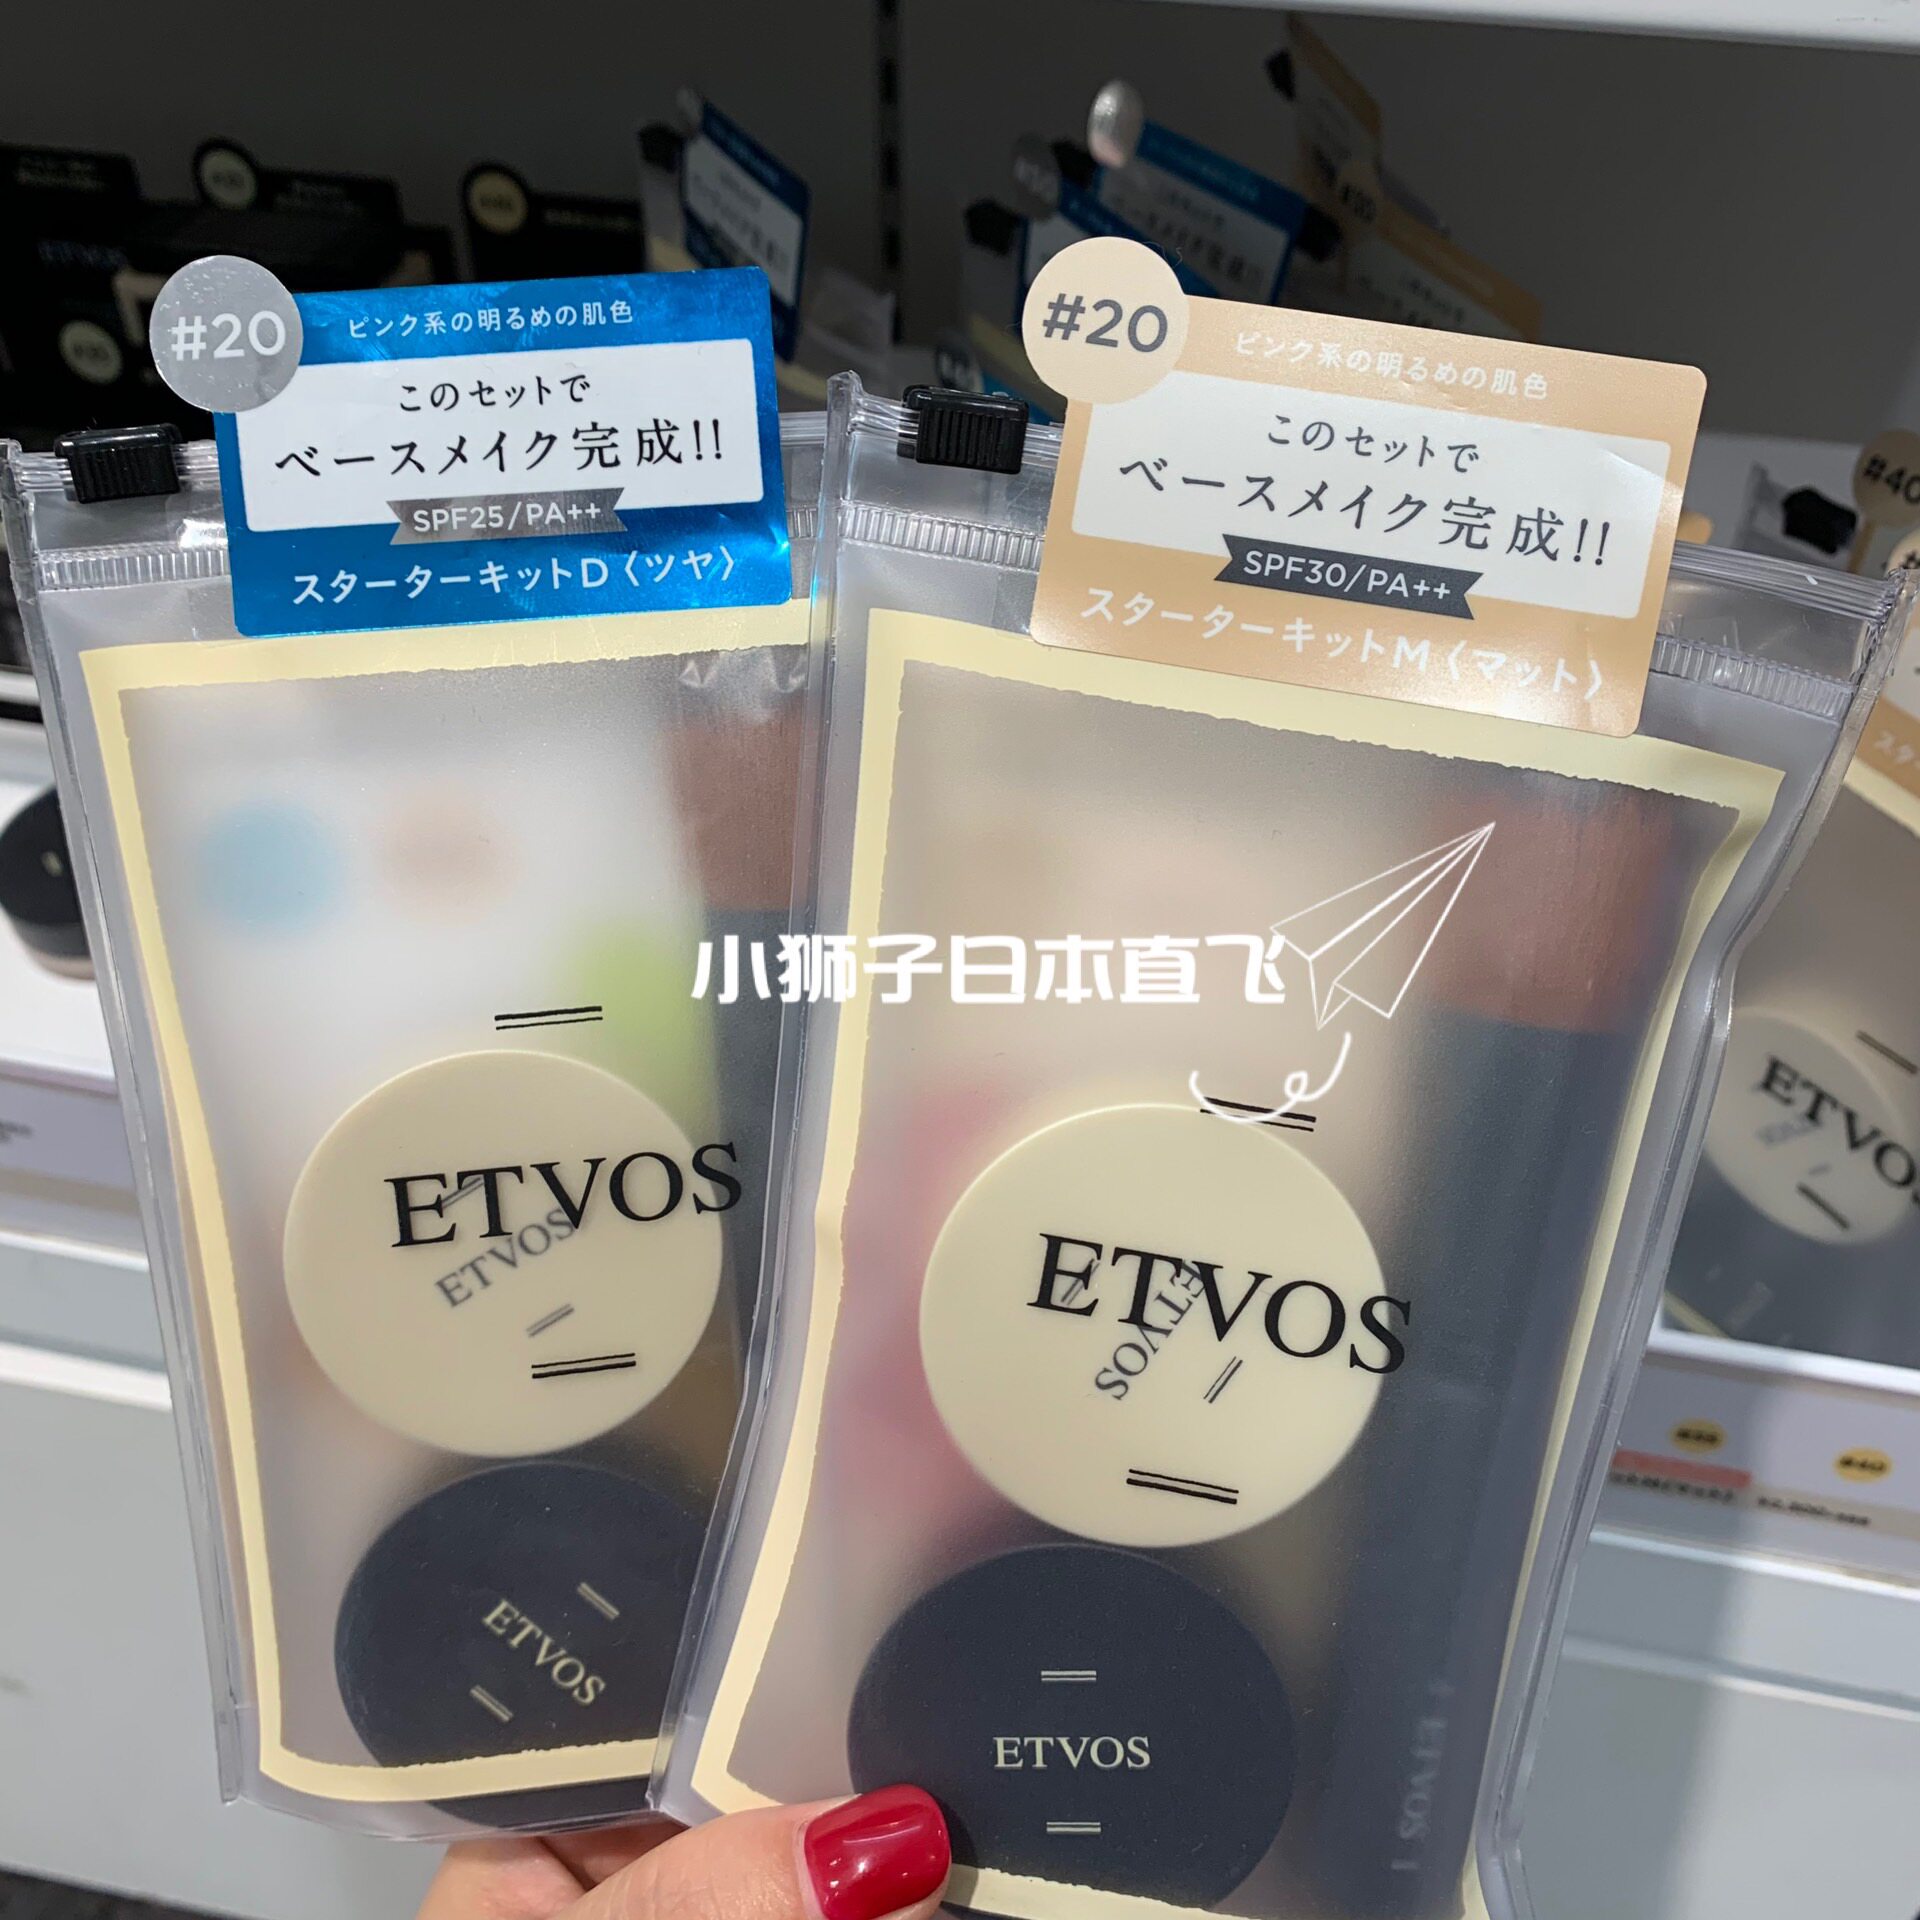 #20
ピンク系の明るめの肌色
このセットで
ベースメイク完成!!
SPF25/PA++
スターターキットD〈ツヤ〉
#20
ピンク系の明るめの肌色
このセットで
ベースメイク完成!!
SPF30/PA++
スターターキットM〈マット〉
小狮子日本直飞
ETVOS
ETVOS
ETVOS
ETVOS
ETVOS
ETVOS
ETVOS
ETVOS
#40